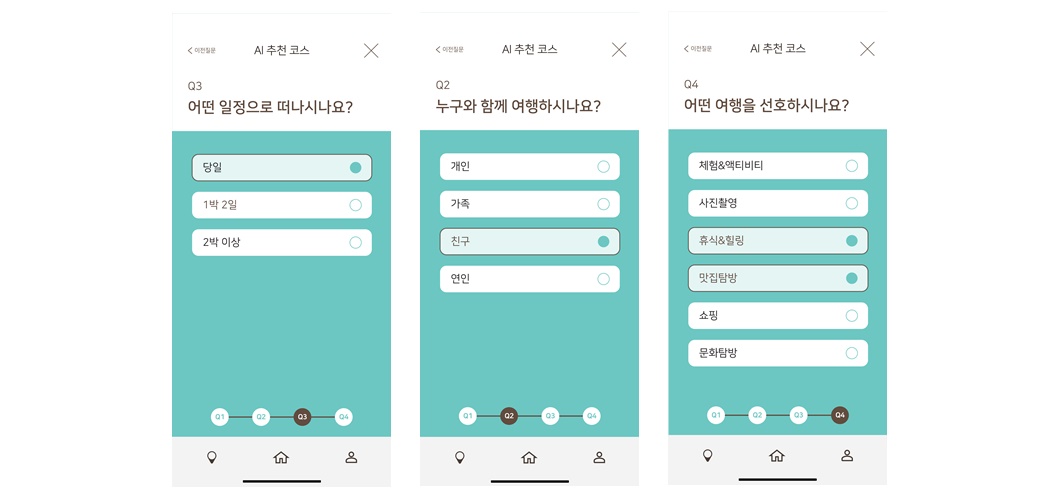 이전질문
AI 추천 코스
Q3
어떤 일정으로 떠나시나요?
당일
1박 2일
2박 이상
Q1
Q2
Q3
Q4
이전질문
AI 추천 코스
Q2
누구와 함께 여행하시나요?
개인
가족
친구
연인
Q1
Q2
Q3
Q4
이전질문
AI 추천 코스
Q4
어떤 여행을 선호하시나요?
체험&액티비티
사진촬영
휴식&힐링
맛집탐방
쇼핑
문화탐방
Q1
Q2
Q3
Q4